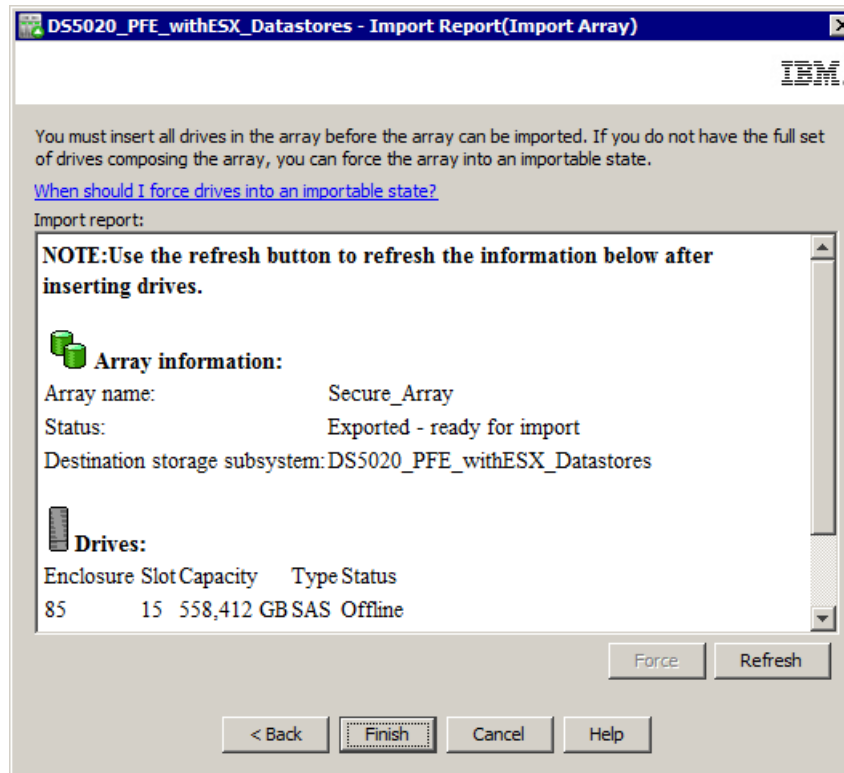 DS5020_PFE_withESX_Datastores - Import Report(Import Array)
IBM.
You must insert all drives in the array before the array can be imported. If you do not have the full set
of drives composing the array, you can force the array into an importable state.
When should I force drives into an importable state?
Import report:
NOTE:Use the refresh button to refresh the information below after
inserting drives.
Array information:
Array name: Secure_Array
Status: Exported - ready for import
Destination storage subsystem: DS5020_PFE_withESX_Datastores
Drives:
Enclosure Slot Capacity Type Status
85 15 558,412 GB SAS Offline
Force Refresh
< Back Finish Cancel Help